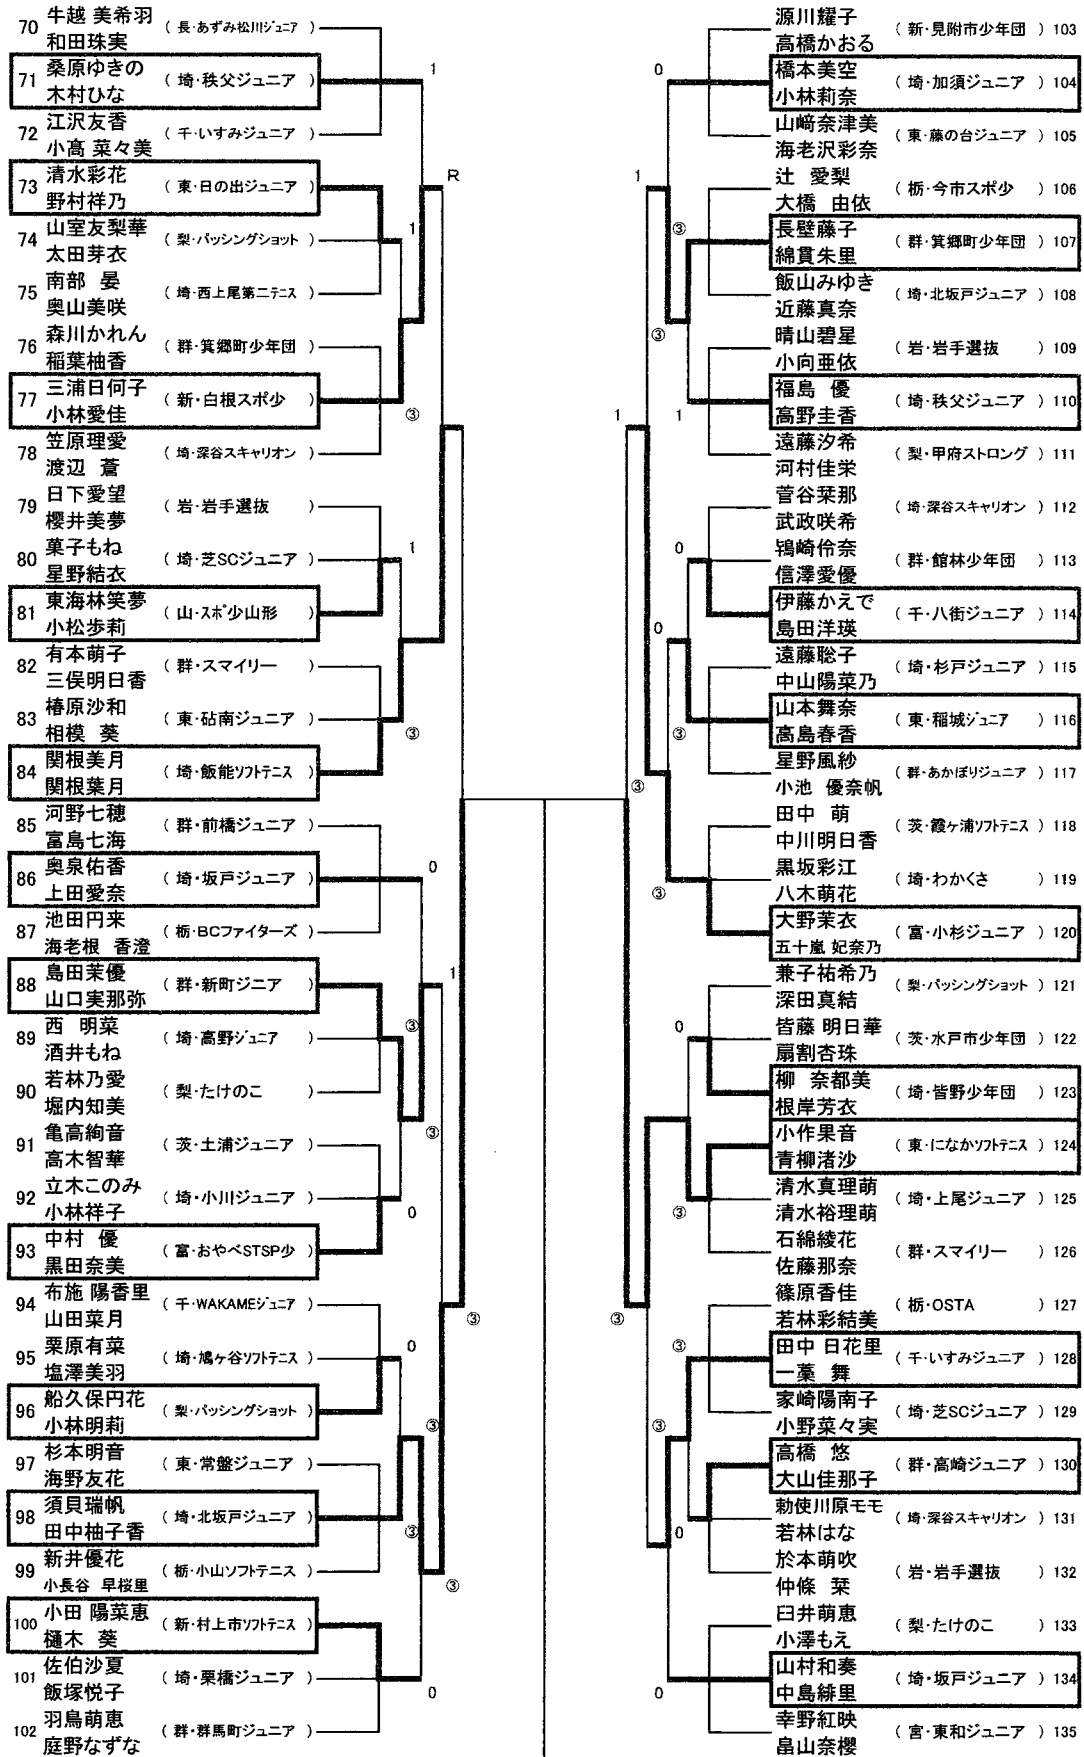 70 牛越 美希羽 ( 長・あずみ松川ジュニア )
和田珠実
71 桑原ゆきの ( 埼・秩父ジュニア )
木村ひな
72 江沢友香 ( 千・いすみジュニア )
小髙 菜々美
73 清水彩花 ( 東・日の出ジュニア )
野村祥乃
74 山室友梨華 ( 梨・パッシングショット )
太田芽衣
75 南部 晏 ( 埼・西上尾第二テニス )
奥山美咲
76 森川かれん ( 群・箕郷町少年団 )
稲葉柚香
77 三浦日何子 ( 新・白根スポ少 )
小林愛佳
78 笠原理愛 ( 埼・深谷スキャリオン )
渡辺 蒼
79 日下愛望 ( 岩・岩手選抜 )
櫻井美夢
80 菓子もね ( 埼・芝SCジュニア )
星野結衣
81 東海林笑夢 ( 山・スポ少山形 )
小松歩莉
82 有本萌子 ( 群・スマイリー )
三俣明日香
83 椿原沙和 ( 東・砧南ジュニア )
相模 葵
84 関根美月 ( 埼・飯能ソフトテニス )
関根葉月
85 河野七穂 ( 群・前橋ジュニア )
富島七海
86 奥泉佑香 ( 埼・坂戸ジュニア )
上田愛奈
87 池田円来 ( 栃・BCファイターズ )
海老根 香澄
88 島田茉優 ( 群・新町ジニア )
山口実那弥
89 西 明菜 ( 埼・高野ジュニア )
酒井もね
90 若林乃愛 ( 梨・たけのこ )
堀内知美
91 亀高絢音 ( 茨・土浦ジュニア )
高木智華
92 立木このみ ( 埼・小川ジュニア )
小林祥子
93 中村 優 ( 富・おやべSTSP少 )
黒田奈美
94 布施 陽香里 ( 千・WAKAMEジュニア )
山田菜月
95 栗原有菜 ( 埼・鳩ヶ谷ソフトテニス )
塩澤美羽
96 船久保円花 ( 梨・パッシングショット )
小林明莉
97 杉本明音 ( 東・常盤ジュニア )
海野友花
98 須貝瑞帆 ( 埼・北坂戸ジュニア )
田中柚子香
99 新井優花 ( 栃・小山ソフトテニス )
小長谷 早桜里
100 小田 陽菜恵 ( 新・村上市ソフトテニス )
樋木 葵
101 佐伯沙夏 ( 埼・栗橋ジュニア )
飯塚悦子
102 羽鳥萌恵 ( 群・群馬町ジュニア )
庭野なずな
1
R
1
③
1
③
0
1
③
③
0
③
0
③
③
③
0
0
1
③
③
1
1
0
0
③
③
③
0
③
③
③
③
0
0
源川耀子 ( 新・見附市少年団 ) 103
高橋かおる
橋本美空 ( 埼・加須ジュニア ) 104
小林莉奈
山﨑奈津美 ( 東・藤の台ジュニア ) 105
海老沢彩奈
辻 愛梨 ( 栃・今市スポ少 ) 106
大橋 由依
長壁藤子 ( 群・箕郷町少年団 ) 107
綿貫朱里
飯山みゆき ( 埼・北坂戸ジュニア ) 108
近藤真奈
晴山碧星 ( 岩・岩手選抜 ) 109
小向亜依
福島 優 ( 埼・秩父ジュニア ) 110
高野圭香
遠藤汐希 ( 梨・甲府ストロング ) 111
河村佳栄
菅谷栞那 ( 埼・深谷スキャリオン ) 112
武政咲希
鴇崎伶奈 ( 群・館林少年団 ) 113
信澤愛優
伊藤かえで ( 千・八街ジュニア ) 114
島田洋瑛
遠藤聡子 ( 埼・杉戸ジュニア ) 115
中山陽菜乃
山本舞奈 ( 東・稲城ジュニア ) 116
高島春香
星野風紗 ( 群・あかぼりジュニア ) 117
小池 優奈帆
田中 萌 ( 茨・霞ヶ浦ソフトテニス ) 118
中川明日香
黒坂彩江 ( 埼・わかくさ ) 119
八木萌花
大野茉衣 ( 富・小杉ジュニア ) 120
五十嵐 妃奈乃
兼子祐希乃 ( 梨・パッシングショット ) 121
深田真結
皆藤 明日華 ( 茨・水戸市少年団 ) 122
扇割杏珠
柳 奈都美 ( 埼・皆野少年団 ) 123
根岸芳衣
小作果音 ( 東・になかソフトテニス ) 124
青柳渚沙
清水真理萌 ( 埼・上尾ジュニア ) 125
清水裕理萌
石綿綾花 ( 群・スマイリー ) 126
佐藤那奈
篠原香佳 ( 栃・OSTA ) 127
若林彩結美
田中 日花里 ( 千・いすみジュニア ) 128
一藁 舞
家崎陽南子 ( 埼・芝SCジュニア ) 129
小野菜々実
高橋 悠 ( 群・高崎ジュニア ) 130
大山佳那子
勅使川原モモ ( 埼・深谷スキャリオン ) 131
若林はな
於本萌吹 ( 岩・岩手選抜 ) 132
仲條 栞
臼井萌恵 ( 梨・たけのこ ) 133
小澤もえ
山村和奏 ( 埼・坂戸ジュニア ) 134
中島緋里
幸野紅映 ( 宮・東和ジュニア ) 135
畠山奈櫻